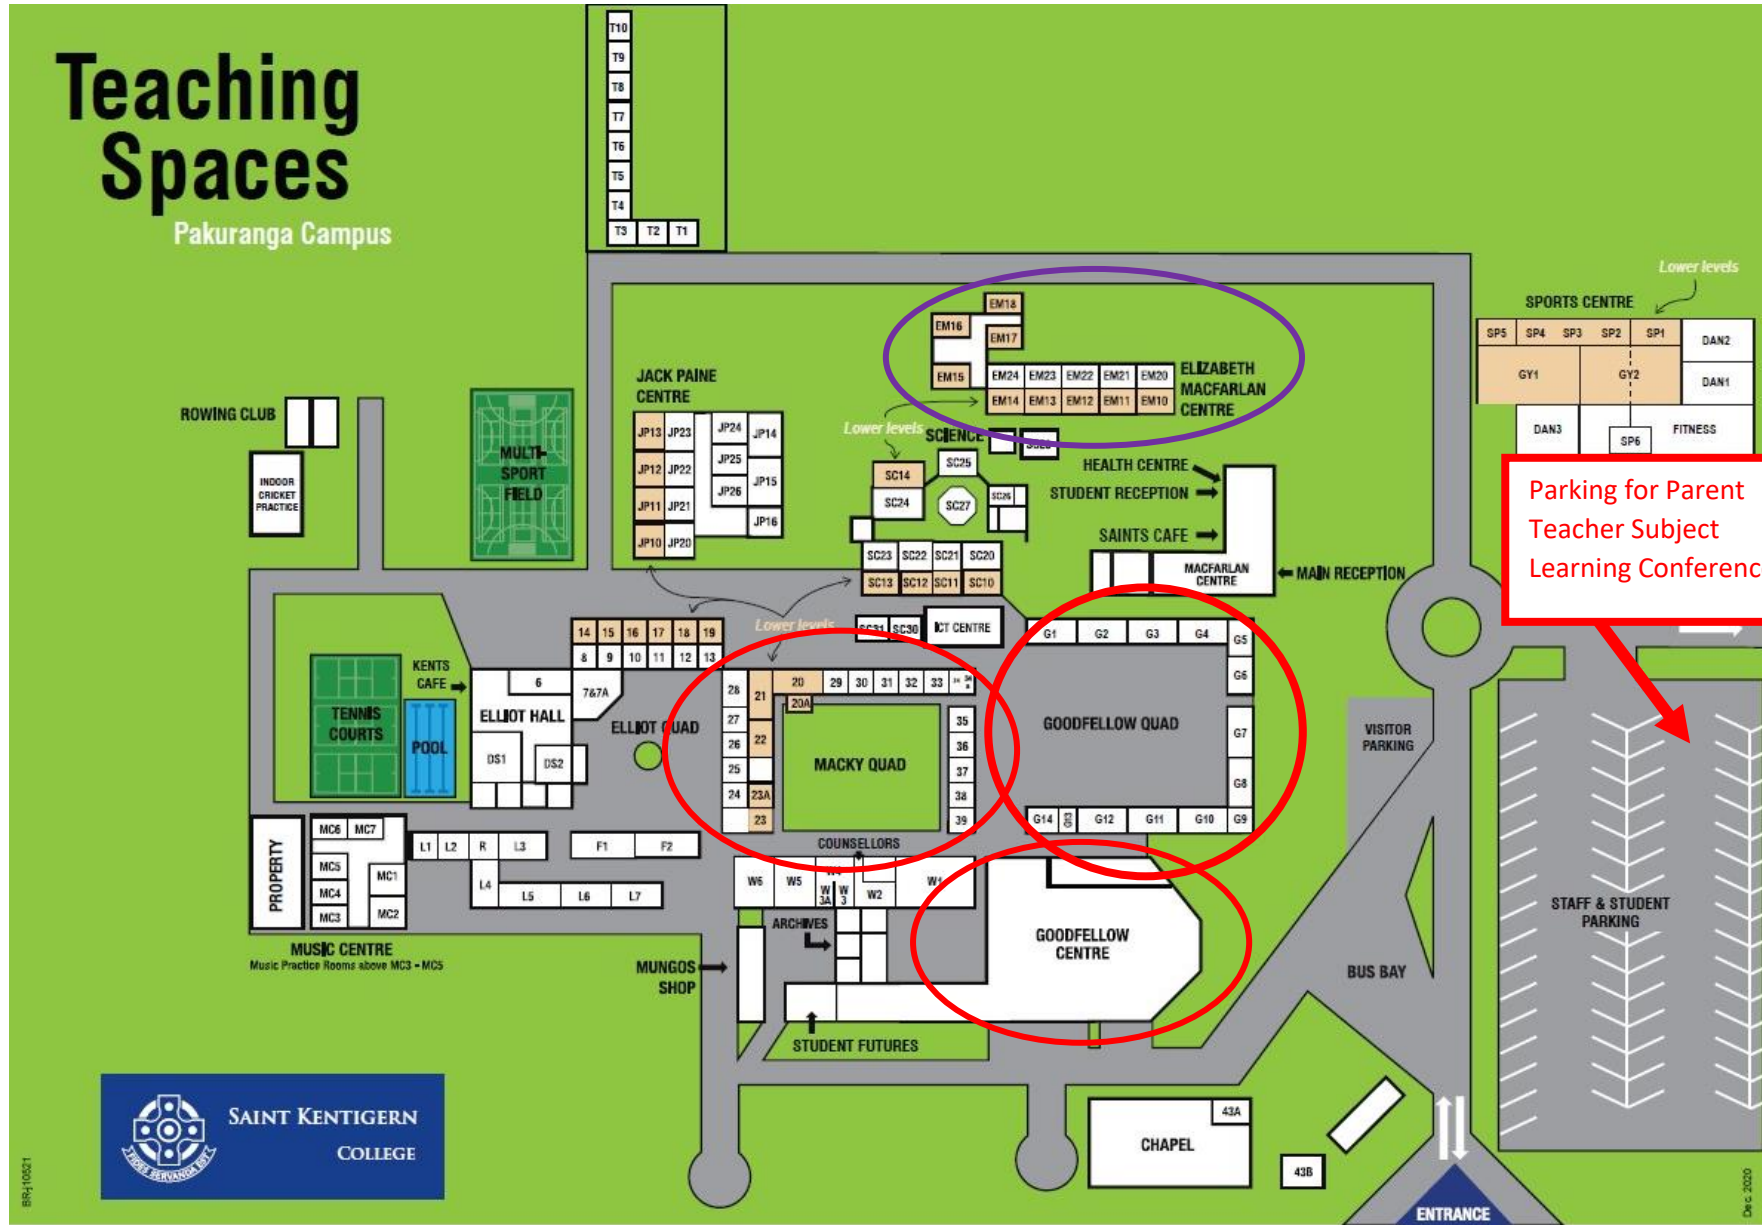 Teaching
Spaces
Pakuranga Campus
T10
T9
T8
T7
T6
T5
T4
T3 T2 T1
Lower levels
SPORTS CENTRE
SP5 SP4 SP3 SP2 SP1
DAN2
GY1 GY2
DAN1
DAN3
SP6
FITNESS
EM18
EM16
EM17
EM15
EM24 EM23 EM22 EM21 EM20
EM14 EM13 EM12 EM11 EM10
ELIZABETH
MACFARLAN
CENTRE
JACK PAINE
CENTRE
JP13 JP23 JP24 JP14
JP12 JP22 JP25 JP15
JP11 JP21 JP26
JP10 JP20 JP16
ROWING CLUB
INDOOR
CRICKET
PRACTICE
MULTI-
SPORT
FIELD
Lower levels
SCIENCE
SC14
SC25
SC24
SC27
SC26
SC23 SC22 SC21 SC20
SC13 SC12 SC11 SC10
SC31 SC30 ICT CENTRE
HEALTH CENTRE
STUDENT RECEPTION
SAINTS CAFE
MACFARLAN
CENTRE
MAIN RECEPTION
Parking for Parent
Teacher Subject
Learning Conferenc
Lower levels
14 15 16 17 18 19
8 9 10 11 12 13
KENTS
CAFE
6
7&7A
ELLIOT HALL
DS1 DS2
ELLIOT QUAD
TENNIS
COURTS
POOL
28 21 20 29 30 31 32 33
20A
27
26 22
25
24 23A
23
35
36
37
38
39
MACKY QUAD
G1 G2 G3 G4 G5
G6
G7
G8
G14 G13 G12 G11 G10 G9
GOODFELLOW QUAD
VISITOR
PARKING
COUNSELLORS
W6 W5 W4 W
3A W
3 W2 W1
ARCHIVES
GOODFELLOW
CENTRE
MUNGOS
SHOP
STUDENT FUTURES
PROPERTY
MC6 MC7
MC5
MC4
MC3
MC1
MC2
MUSIC CENTRE
Music Practice Rooms above MC3 - MC5
L1 L2 R L3
L4
L5 L6 L7
F1 F2
STAFF & STUDENT
PARKING
BUS BAY
CHAPEL
43A
43B
ENTRANCE
SAINT KENTIGERN
COLLEGE
FIDES SERVANDA EST
BR-j10521
Dec 2020